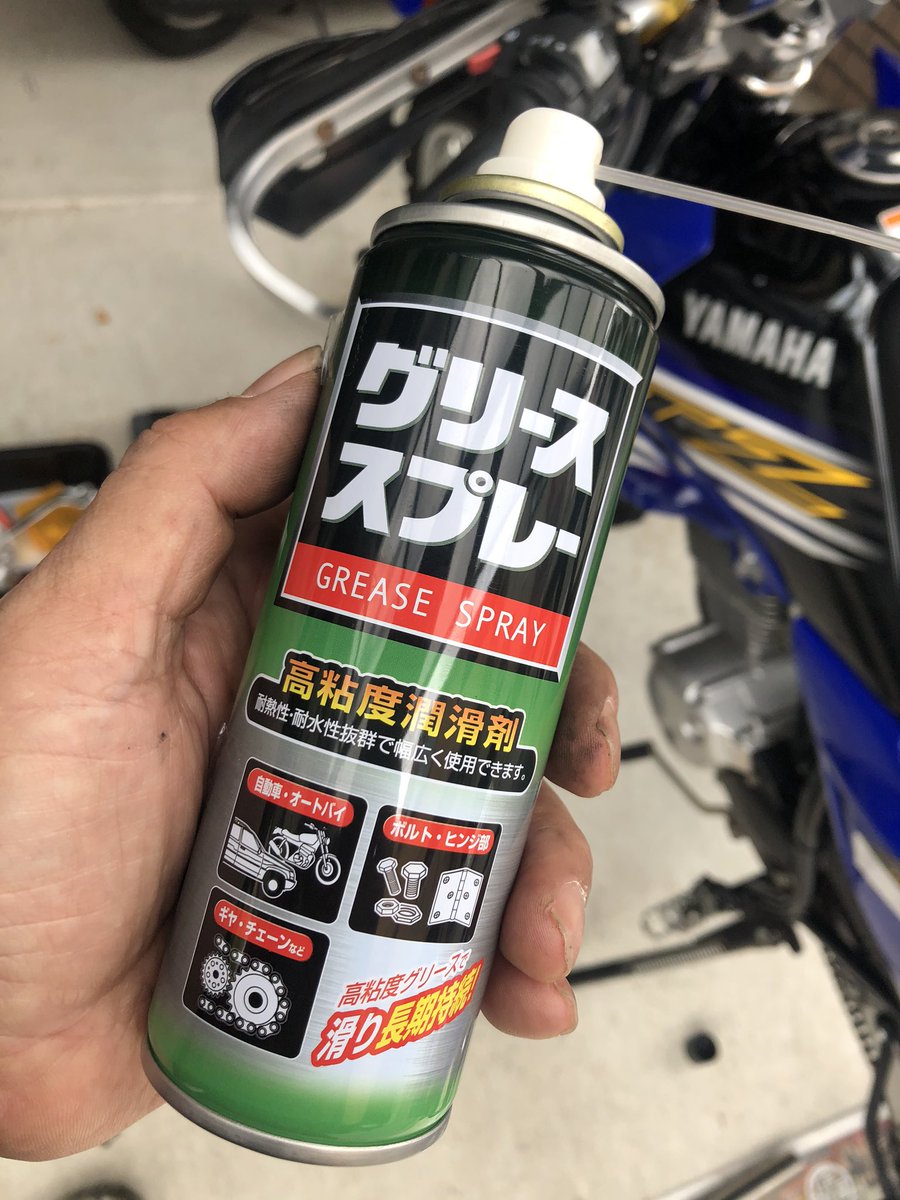 グリース
スプレー
GREASE SPRAY
高粘度潤滑剤
耐熱性・耐水性抜群で幅広く使用できます。
自動車・オートバイ
ボルト・ヒンジ部
ギヤ・チェーンなど
高粘度グリースで
滑り長期持続!
YAMAHA